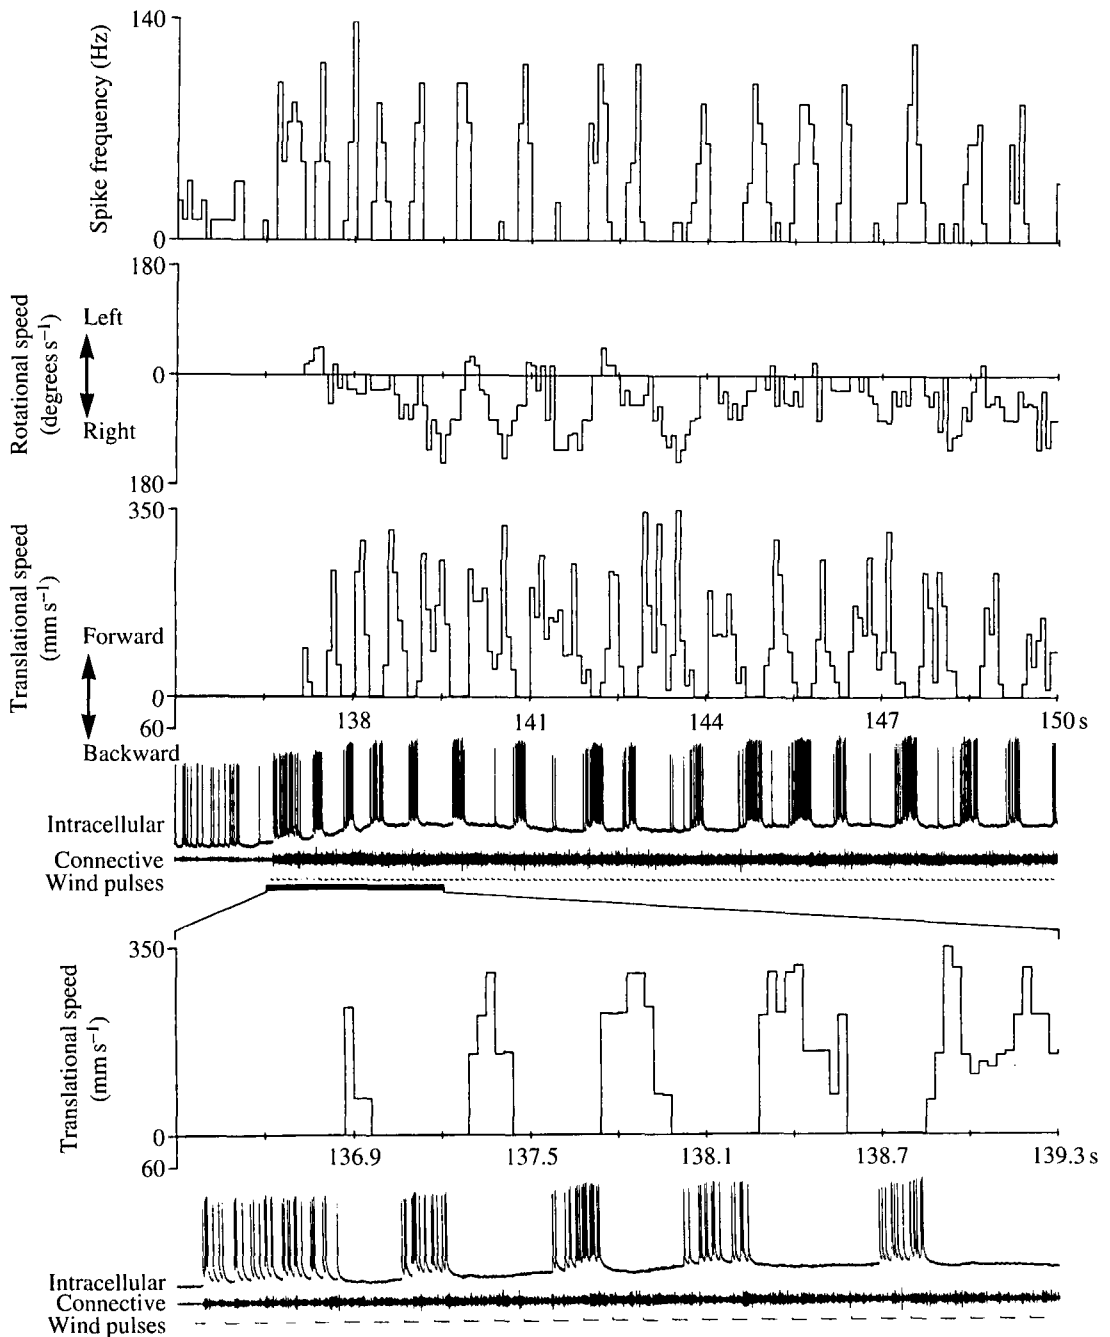 140
Spike frequency (Hz)
0
180
Left
Rotational speed
(degrees s⁻¹)
0
Right
180
350
Translational speed
(mm s⁻¹)
Forward
0
138 141 144 147 150 s
60
Backward
Intracellular
Connective
Wind pulses
350
Translational speed
(mm s⁻¹)
0
136.9 137.5 138.1 138.7 139.3 s
60
Intracellular
Connective
Wind pulses